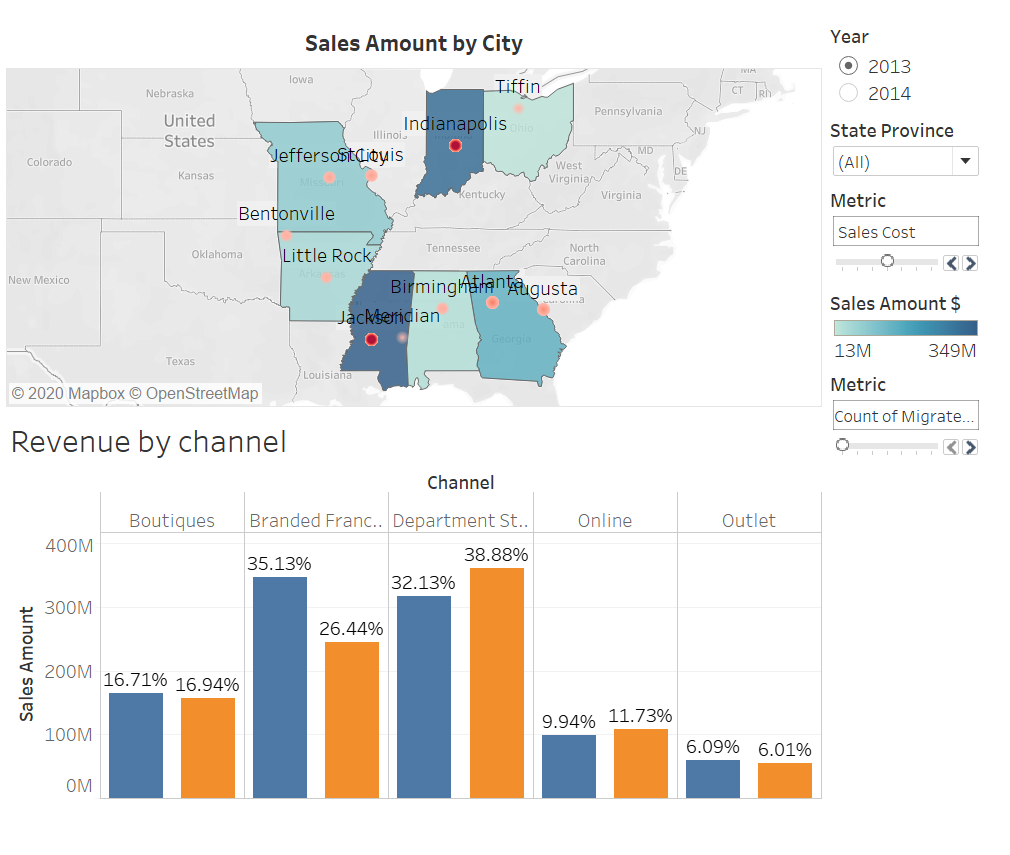 Sales Amount by City
Iowa
Nebraska
United
States
Illinois
Colorado
Kansas
Missouri
Oklahoma
New Mexico
Texas
Louisiana
Arkansas
Tennessee
Kentucky
West
Virginia
Virginia
North
Carolina
Carolina
Georgia
Ohio
Pennsylvania
MA
CT
RI
NJ
MD
DE
Tiffin
Indianapolis
Jefferson City
St. Louis
Bentonville
Little Rock
Birmingham
Atlanta
Augusta
Jackson
Meridian
© 2020 Mapbox © OpenStreetMap
Year
2013
2014
State Province
(All)
Metric
Sales Cost
Sales Amount $
13M 349M
Metric
Count of Migrate...
Revenue by channel
Channel
Boutiques Branded Franc.. Department St.. Online Outlet
Sales Amount
400M
300M
200M
100M
0M
16.71% 16.94%
35.13% 26.44%
32.13% 38.88%
9.94% 11.73%
6.09% 6.01%